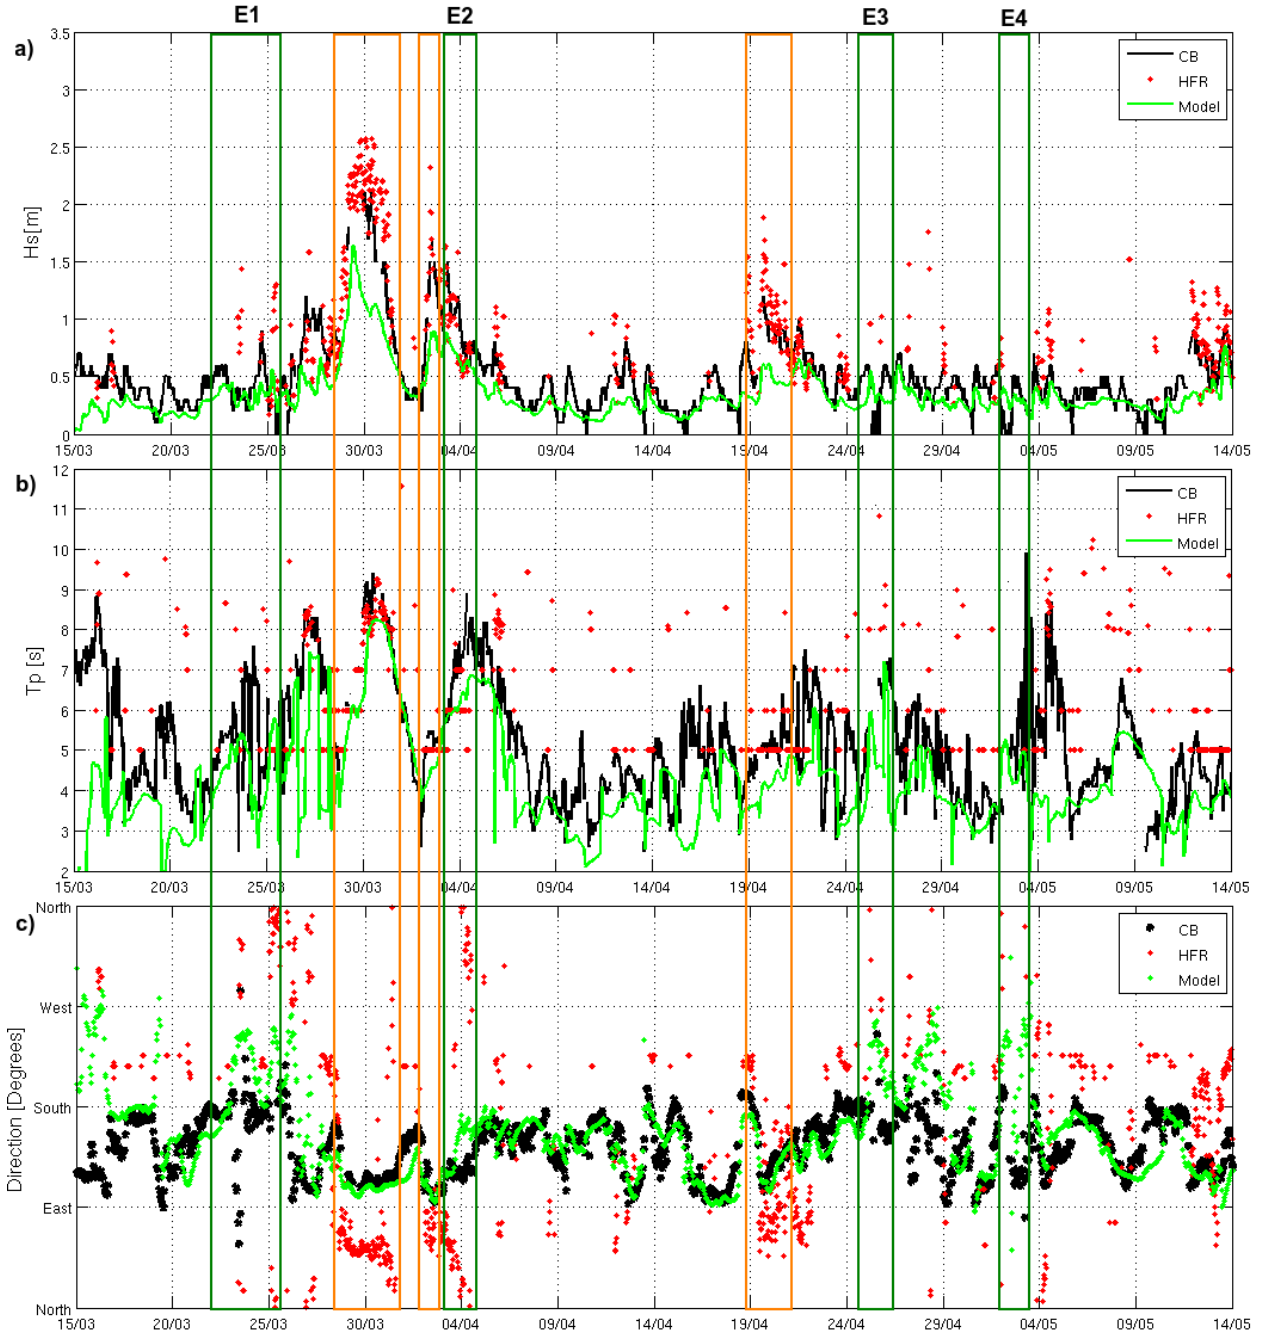 E1 E2 E3 E4
a)
3.5
3
2.5
2
1.5
1
0.5
0
Hs[m]
CB
HFR
Model
15/03 20/03 25/03 30/03 04/04 09/04 14/04 19/04 24/04 29/04 04/05 09/05 14/05
b)
12
11
10
9
8
7
6
5
4
3
2
Tp [s]
CB
HFR
Model
15/03 20/03 25/03 30/03 04/04 09/04 14/04 19/04 24/04 29/04 04/05 09/05 14/05
c)
North
West
South
East
North
Direction [Degrees]
CB
HFR
Model
15/03 20/03 25/03 30/03 04/04 09/04 14/04 19/04 24/04 29/04 04/05 09/05 14/05